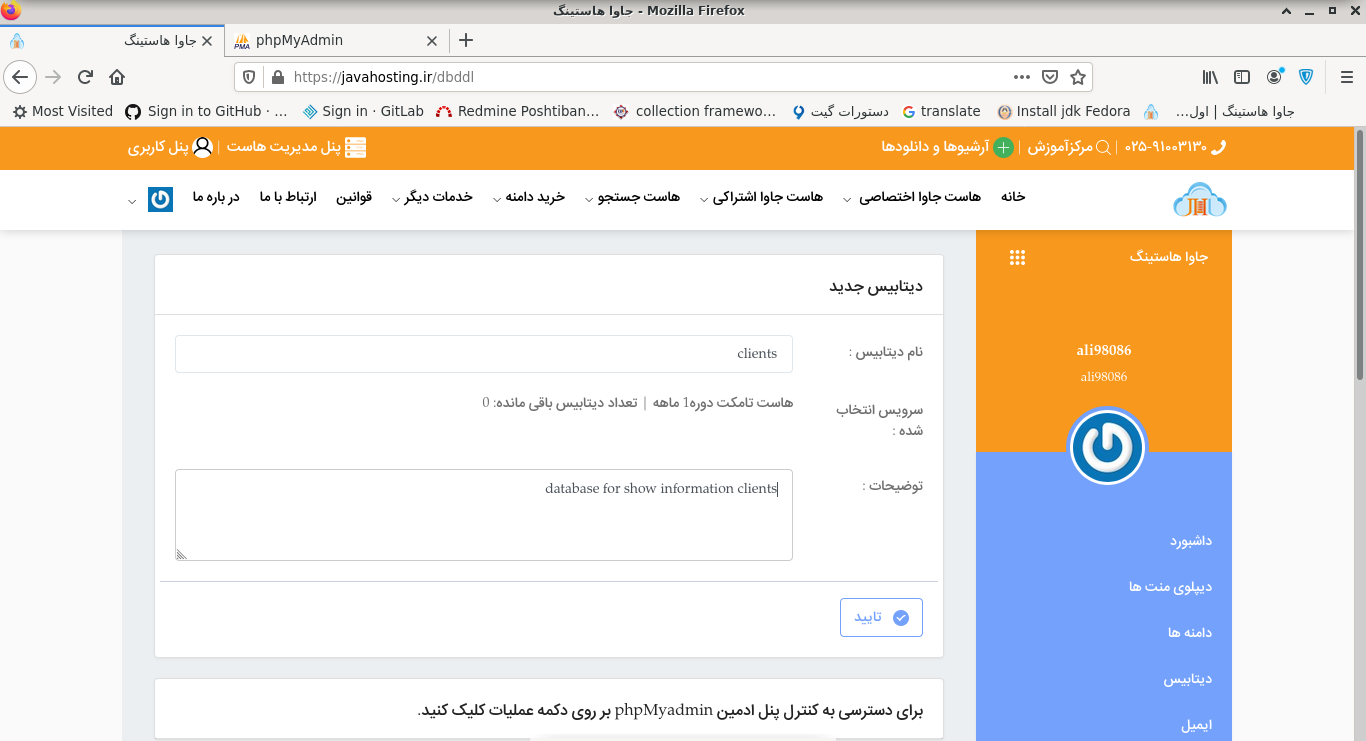 جاوا هاستینگ - Mozilla Firefox
جاوا هاستینگ
phpMyAdmin
https://javahosting.ir/dbddl
Most Visited
Sign in to GitHub · ...
Sign in · GitLab
Redmine Poshtiban...
collection framewo...
دستورات گیت
translate
Install jdk Fedora
جاوا هاستینگ | اول...
۰۲۵-۹۱۰۰۳۱۳۰ | مرکزآموزش | آرشیوها و دانلودها
پنل مدیریت هاست | پنل کاربری
JHL
خانه
هاست جاوا اختصاصی
هاست جاوا اشتراکی
هاست جستجو
خرید دامنه
خدمات دیگر
قوانین
ارتباط با ما
در باره ما
جاوا هاستینگ
ali98086
ali98086
داشبورد
دیپلوی منت ها
دامنه ها
دیتابیس
ایمیل
دیتابیس جدید
نام دیتابیس :
clients
سرویس انتخاب
شده :
هاست تامکت دوره1 ماهه | تعداد دیتابیس باقی مانده: 0
توضیحات :
database for show information clients
تایید
برای دسترسی به کنترل پنل ادمین phpMyadmin بر روی دکمه عملیات کلیک کنید.